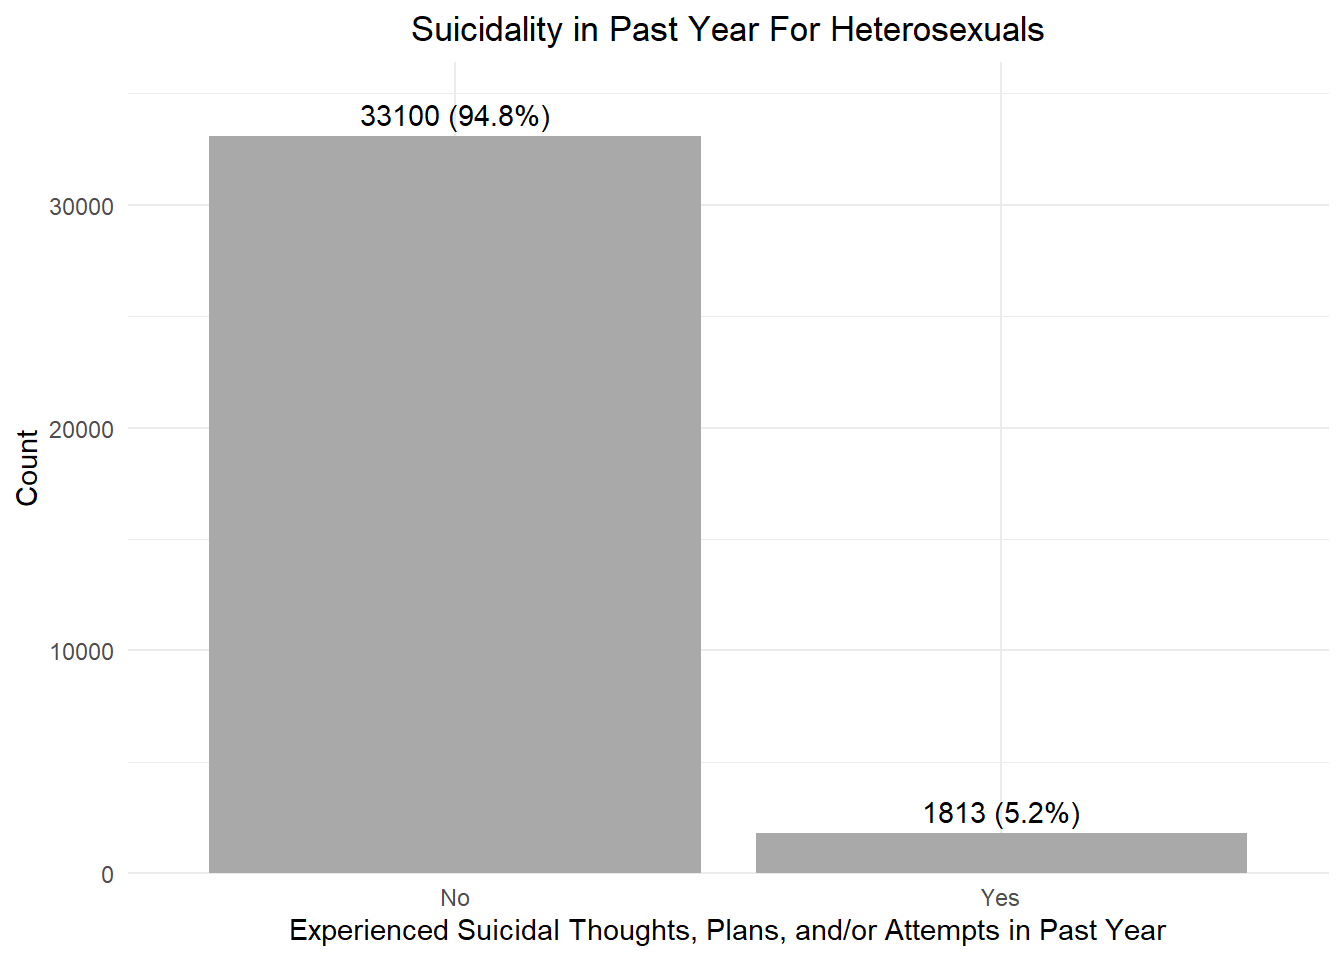 Suicidality in Past Year For Heterosexuals
33100 (94.8%)
30000
20000
Count
10000
1813 (5.2%)
0
No
Yes
Experienced Suicidal Thoughts, Plans, and/or Attempts in Past Year